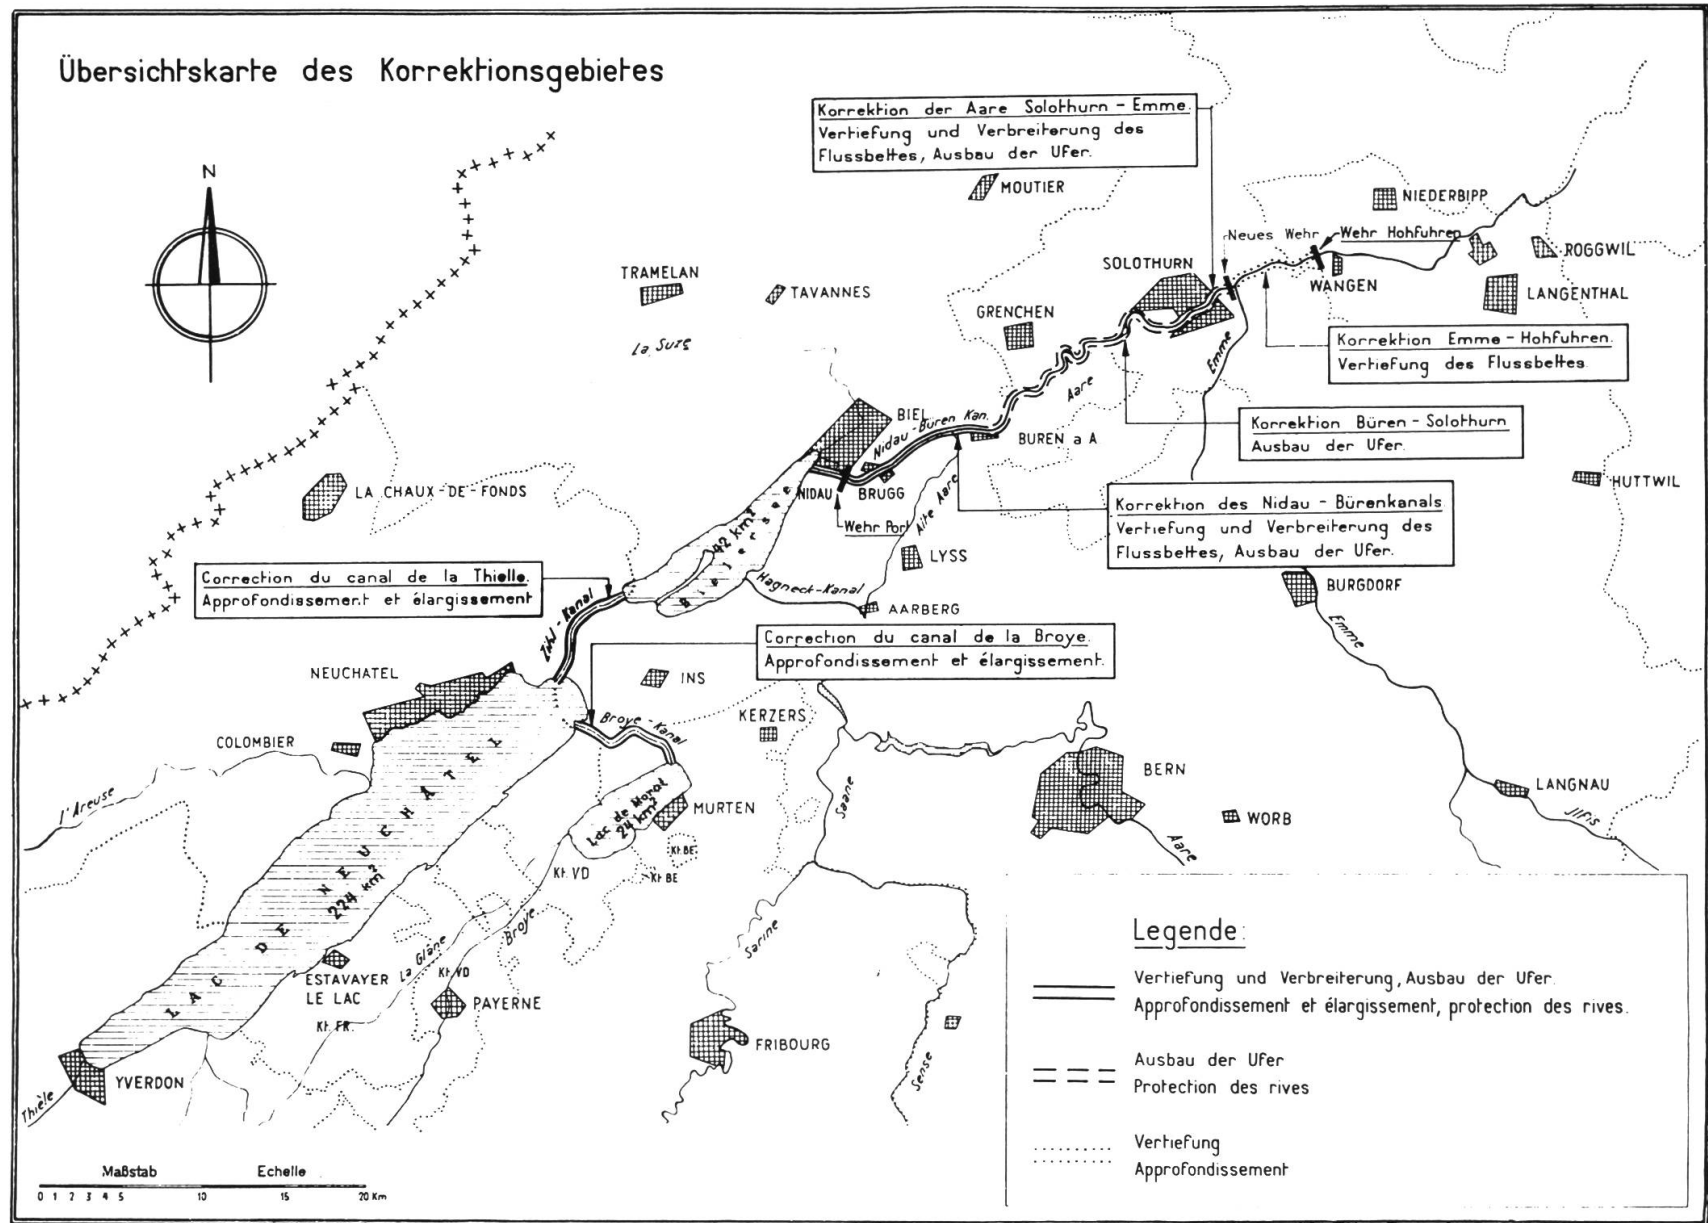 Übersichtskarte des Korrektionsgebietes
N
Korrektion der Aare Solothurn - Emme.
Vertiefung und Verbreiterung des
Flussbettes, Ausbau der Ufer.
MOUTIER
NIEDERBIPP
Neues Wehr
Wehr Hohfuhren
ROGGWIL
SOLOTHURN
WANGEN
LANGENTHAL
TRAMELAN
TAVANNES
GRENCHEN
La Suze
Emme
Korrektion Emme - Hohfuhren.
Vertiefung des Flussbettes
Aare
BIEL
Nidau - Büren Kan.
BUREN a A
Korrektion Büren - Solothurn
Ausbau der Ufer.
LA CHAUX-DE-FONDS
NIDAU
BRUGG
Alte Aare
HUTTWIL
Wehr Port
Korrektion des Nidau - Bürenkanals
Vertiefung und Verbreiterung des
Flussbettes, Ausbau der Ufer.
Bielersee
42 km²
LYSS
Correction du canal de la Thielle.
Approfondissement et élargissement
Hagneck-Kanal
AARBERG
BURGDORF
Emme
Zihl-Kanal
Correction du canal de la Broye.
Approfondissement et élargissement.
NEUCHATEL
INS
Broye-Kanal
KERZERS
COLOMBIER
BERN
LANGNAU
l'Areuse
Lac de Morat
24 km²
MURTEN
Saane
WORB
Jlfis
Aare
LAC DE NEUCHATEL
224 km²
Kt. BE
Kt. BE
Kt. VD
Broye
La Glâne
Sarine
ESTAVAYER
LE LAC
Kt. VD
PAYERNE
Kt. FR.
FRIBOURG
Sense
YVERDON
Thièle
Legende:
Vertiefung und Verbreiterung, Ausbau der Ufer.
Approfondissement et élargissement, protection des rives.
Ausbau der Ufer
Protection des rives
Vertiefung
Approfondissement
Maßstab Echelle
0 1 2 3 4 5 10 15 20 Km